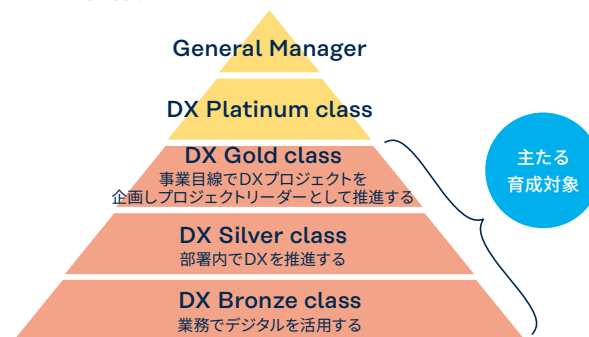 General Manager
DX Platinum class
DX Gold class
事業目線でDXプロジェクトを
企画しプロジェクトリーダーとして推進する
DX Silver class
部署内でDXを推進する
DX Bronze class
業務でデジタルを活用する
主たる
育成対象